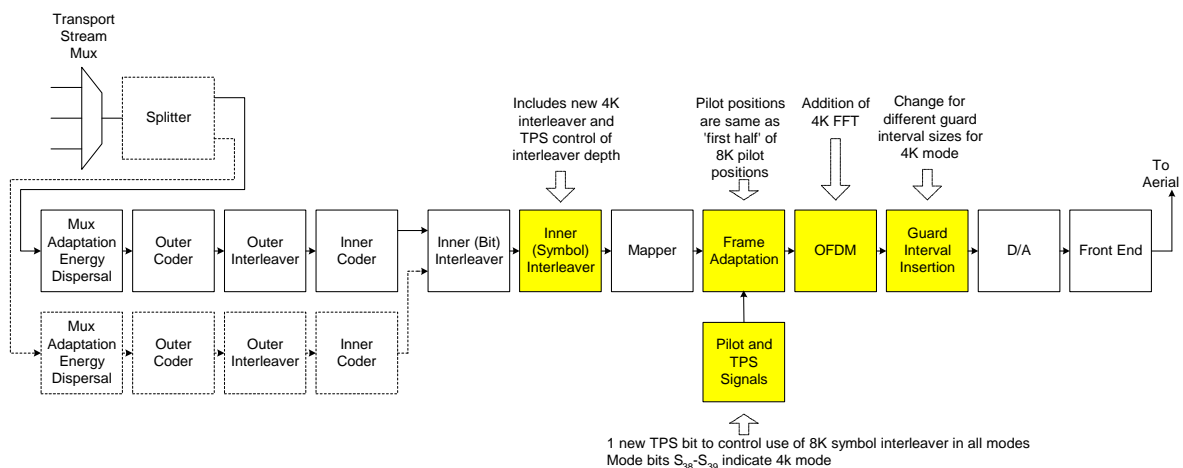 Transport
Stream
Mux
Splitter
Includes new 4K
interleaver and
TPS control of
interleaver depth
Pilot positions
are same as
'first half' of
8K pilot
positions
Addition of
4K FFT
Change for
different guard
interval sizes for
4K mode
To
Aerial
Mux
Adaptation
Energy
Dispersal
Outer
Coder
Outer
Interleaver
Inner
Coder
Inner (Bit)
Interleaver
Inner
(Symbol)
Interleaver
Mapper
Frame
Adaptation
OFDM
Guard
Interval
Insertion
D/A
Front End
Mux
Adaptation
Energy
Dispersal
Outer
Coder
Outer
Interleaver
Inner
Coder
Pilot and
TPS
Signals
1 new TPS bit to control use of 8K symbol interleaver in all modes
Mode bits S38-S39 indicate 4k mode